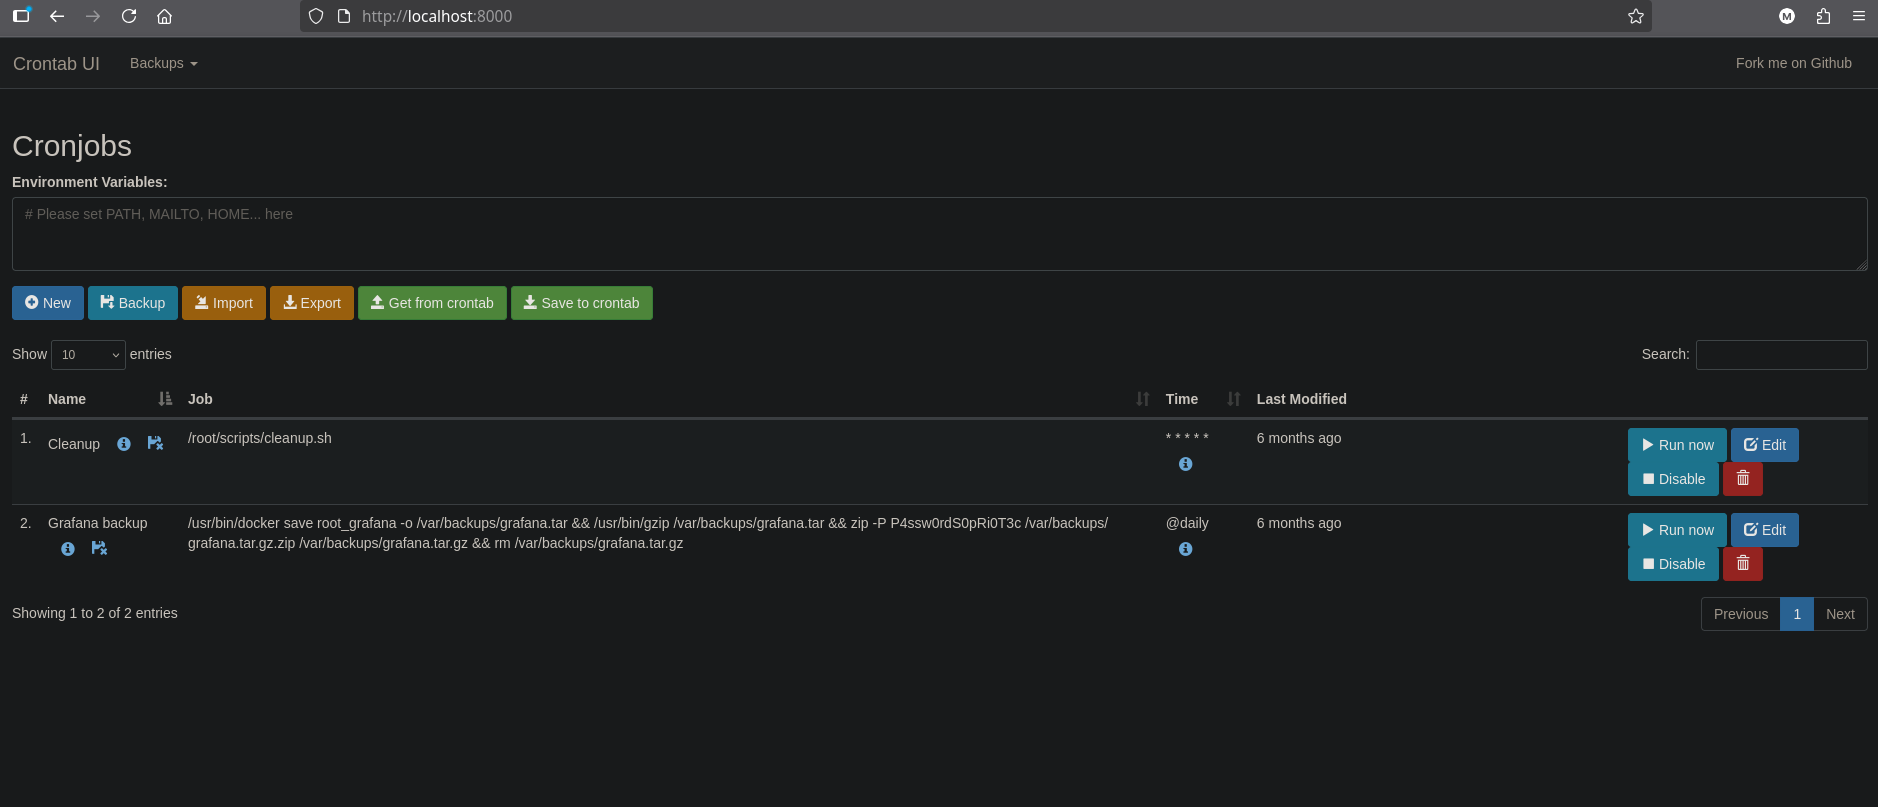 http://localhost:8000
Crontab UI Backups Fork me on Github
Cronjobs
Environment Variables:
# Please set PATH, MAILTO, HOME... here
New Backup Import Export Get from crontab Save to crontab
Show 10 entries Search:
# Name Job Time Last Modified
1. Cleanup /root/scripts/cleanup.sh * * * * * 6 months ago Run now Edit
Disable
2. Grafana backup /usr/bin/docker save root_grafana -o /var/backups/grafana.tar && /usr/bin/gzip /var/backups/grafana.tar && zip -P P4ssw0rdS0pRi0T3c /var/backups/ @daily 6 months ago Run now Edit
grafana.tar.gz.zip /var/backups/grafana.tar.gz && rm /var/backups/grafana.tar.gz
Disable
Showing 1 to 2 of 2 entries Previous 1 Next